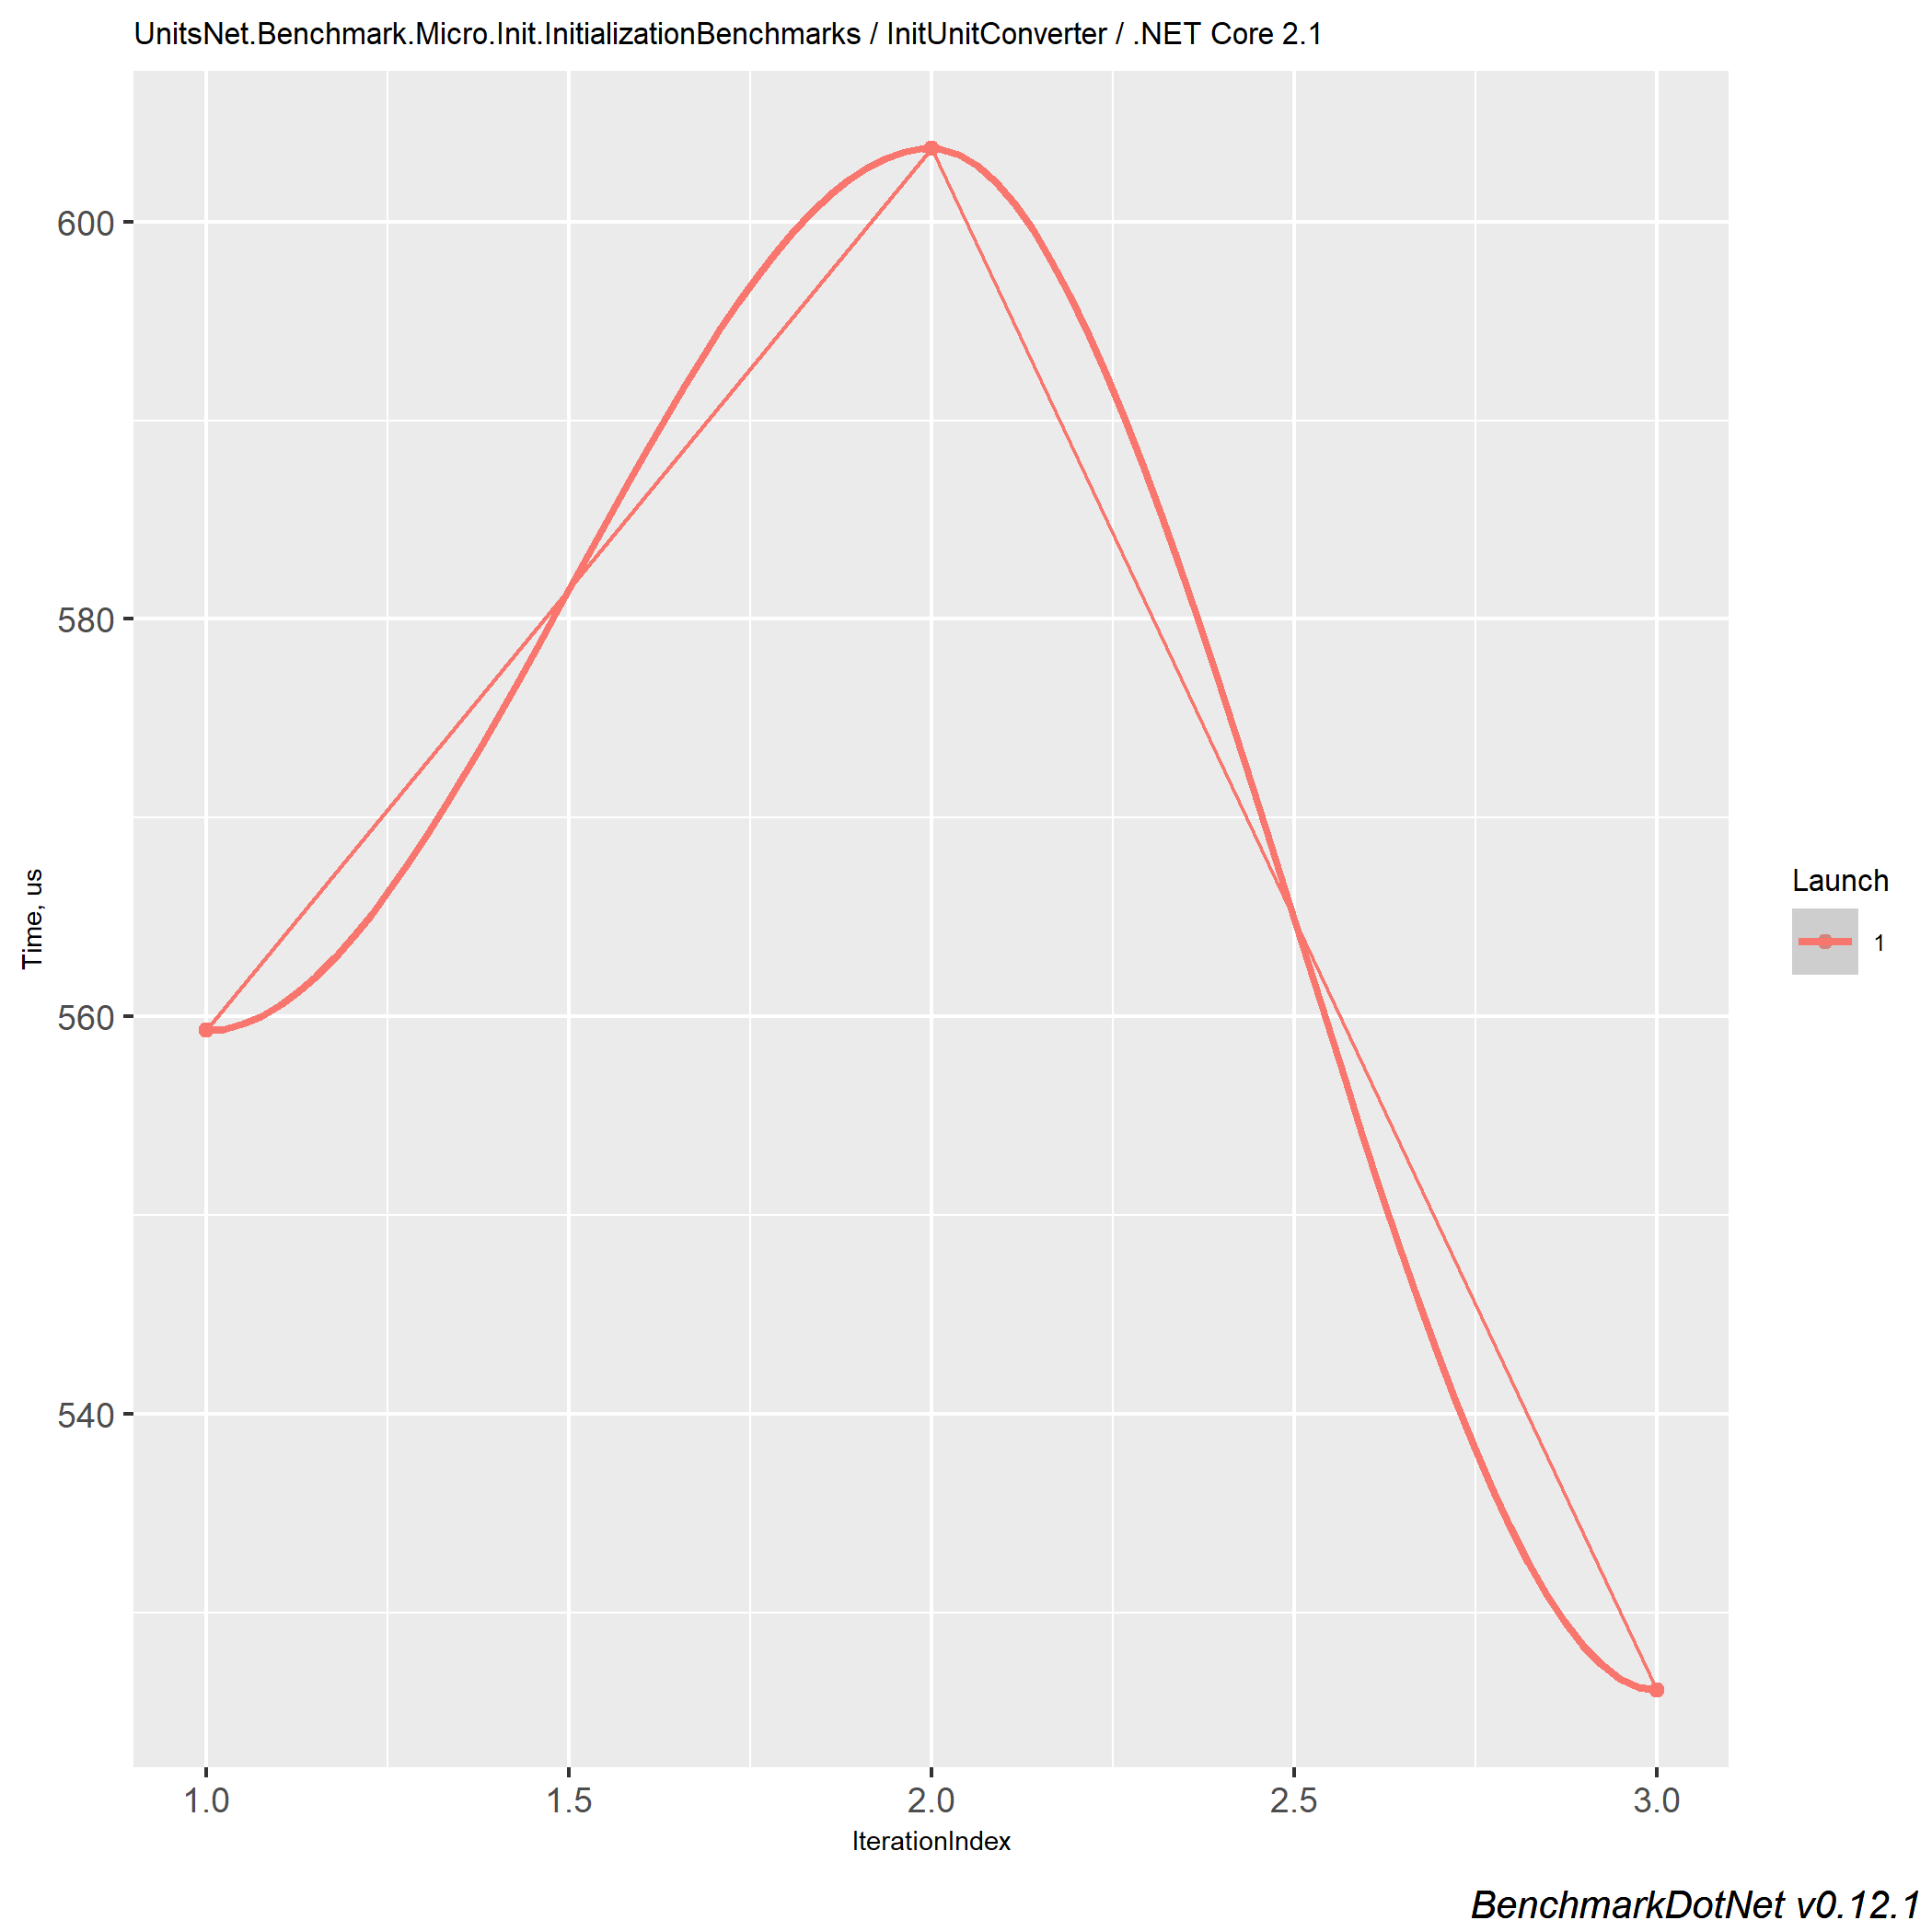 UnitsNet.Benchmark.Micro.Init.InitializationBenchmarks / InitUnitConverter / .NET Core 2.1
600
580
560
540
Time, us
1.0 1.5 2.0 2.5 3.0
IterationIndex
Launch
1
BenchmarkDotNet v0.12.1